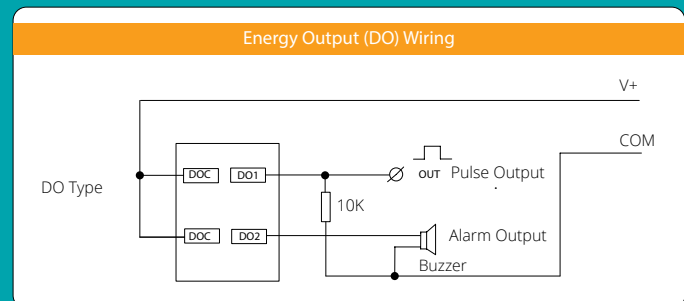 Energy Output (DO) Wiring
V+
COM
DO Type
DOC DO1
OUT Pulse Output
10K
DOC DO2
Alarm Output
Buzzer